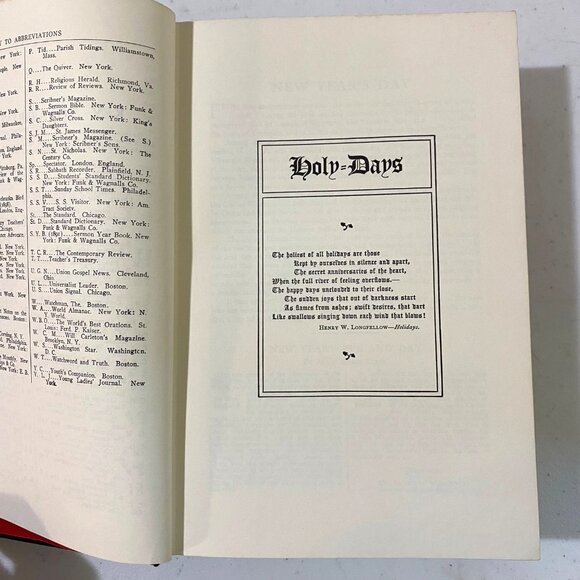 Y TO ABBREVIATIONS
P. Tid....Parish Tidings. Williamstown,
Mass.
Q....The Quiver. New York.
R. H....Religious Herald. Richmond, Va.
R. R....Review of Reviews. New York.
S....Scribner's Magazine.
S. B....Sermon Bible. New York: Funk &
Wagnalls Co.
S. C....Silver Cross. New York: King's
Daughters.
S. J. M....St. James Messenger.
S. M....Scribner's Magazine. (See S.)
New York: Scribner's Sons.
S. N....St. Nicholas. New York: The
Century Co.
Sp....Spectator. London, England.
S. R....Sabbath Recorder. Plainfield, N. J.
S. D....Students' Standard Dictionary.
New York: Funk & Wagnalls Co.
S. S. T....Sunday School Times. Philadel-
phia.
S. S. V....S. S. Visitor. New York: Am.
Tract Society.
St....The Standard. Chicago.
St. D....Standard Dictionary. New York:
Funk & Wagnalls Co.
S. Y. B. (1891)....Sermon Year Book. New
York: Funk & Wagnalls Co.
T. C. R....The Contemporary Review.
T. T....Teacher's Treasury.
U. G. N....Union Gospel News. Cleveland,
Ohio.
U. L....Universalist Leader. Boston.
U. S....Union Signal. Chicago.
W....Watchman. The. Boston.
W. A....World Almanac. New York: N.
Y. World.
W. B. O....The World's Best Orations. St.
Louis: Ferd. P. Kaiser.
W. C. M....Will Carleton's Magazine.
Brooklyn, N. Y.
W. S....Washington Star. Washington,
D. C.
W. T....Watchword and Truth. Boston.
Y. C....Youth's Companion. Boston.
Y. L. J....Young Ladies' Journal. New
York.
Holy=Days
The holiest of all holidays are those
Kept by ourselves in silence and apart,
The secret anniversaries of the heart,
When the full river of feeling overflows.—
The happy days unclouded to their close,
The sudden joys that out of darkness start
As flames from ashes; swift desires, that dart
Like swallows singing down each wind that blows!
HENRY W. LONGFELLOW—Holidays.